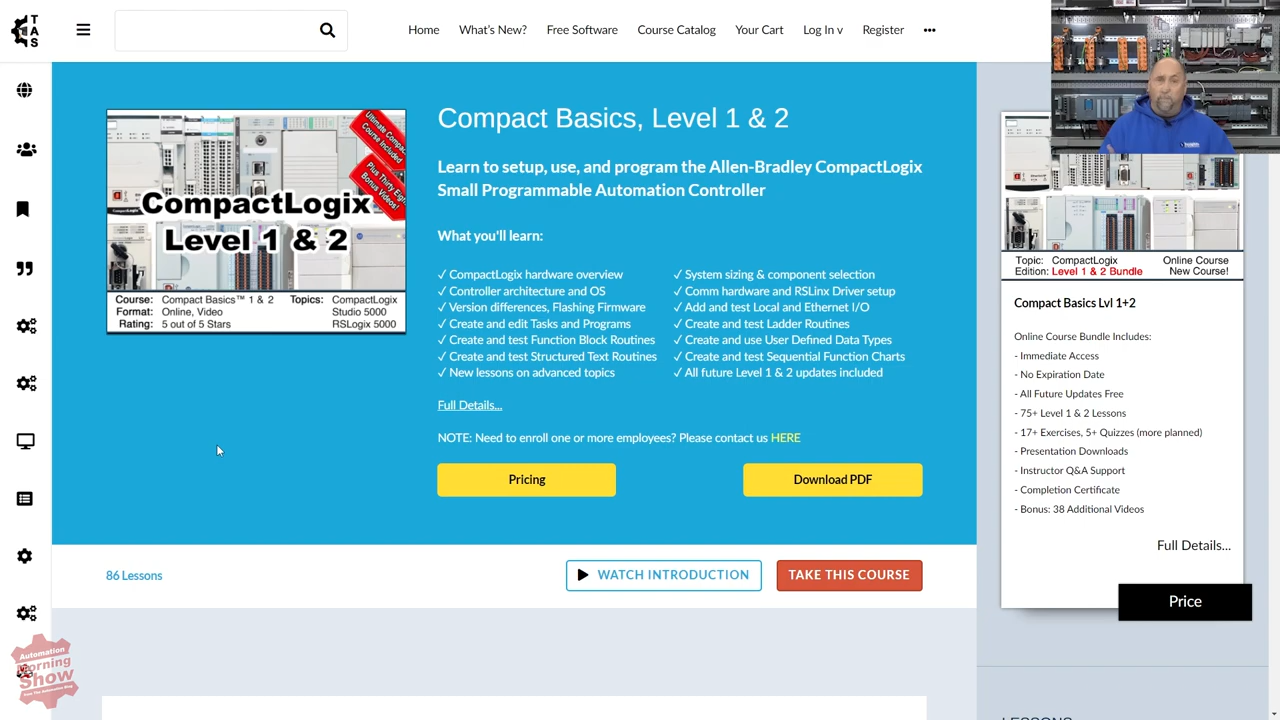 TAS
Home
What's New?
Free Software
Course Catalog
Your Cart
Log In v
Register
•••
Ultimate Compact
Course Included
Plus Thirty Eight
Bonus Videos!
CompactLogix
Level 1 & 2
Course: Compact Basics™ 1 & 2 Topics: CompactLogix
Format: Online, Video Studio 5000
Rating: 5 out of 5 Stars RSLogix 5000
Compact Basics, Level 1 & 2
Learn to setup, use, and program the Allen-Bradley CompactLogix
Small Programmable Automation Controller
What you'll learn:
✓ CompactLogix hardware overview
✓ Controller architecture and OS
✓ Version differences, Flashing Firmware
✓ Create and edit Tasks and Programs
✓ Create and test Function Block Routines
✓ Create and test Structured Text Routines
✓ New lessons on advanced topics
✓ System sizing & component selection
✓ Comm hardware and RSLinx Driver setup
✓ Add and test Local and Ethernet I/O
✓ Create and test Ladder Routines
✓ Create and use User Defined Data Types
✓ Create and test Sequential Function Charts
✓ All future Level 1 & 2 updates included
Full Details...
NOTE: Need to enroll one or more employees? Please contact us HERE
Pricing
Download PDF
86 Lessons
WATCH INTRODUCTION
TAKE THIS COURSE
Topic: CompactLogix Online Course
Edition: Level 1 & 2 Bundle New Course!
Compact Basics Lvl 1+2
Online Course Bundle Includes:
- Immediate Access
- No Expiration Date
- All Future Updates Free
- 75+ Level 1 & 2 Lessons
- 17+ Exercises, 5+ Quizzes (more planned)
- Presentation Downloads
- Instructor Q&A Support
- Completion Certificate
- Bonus: 38 Additional Videos
Full Details...
Price
LESSONS
Automation
Morning
Show